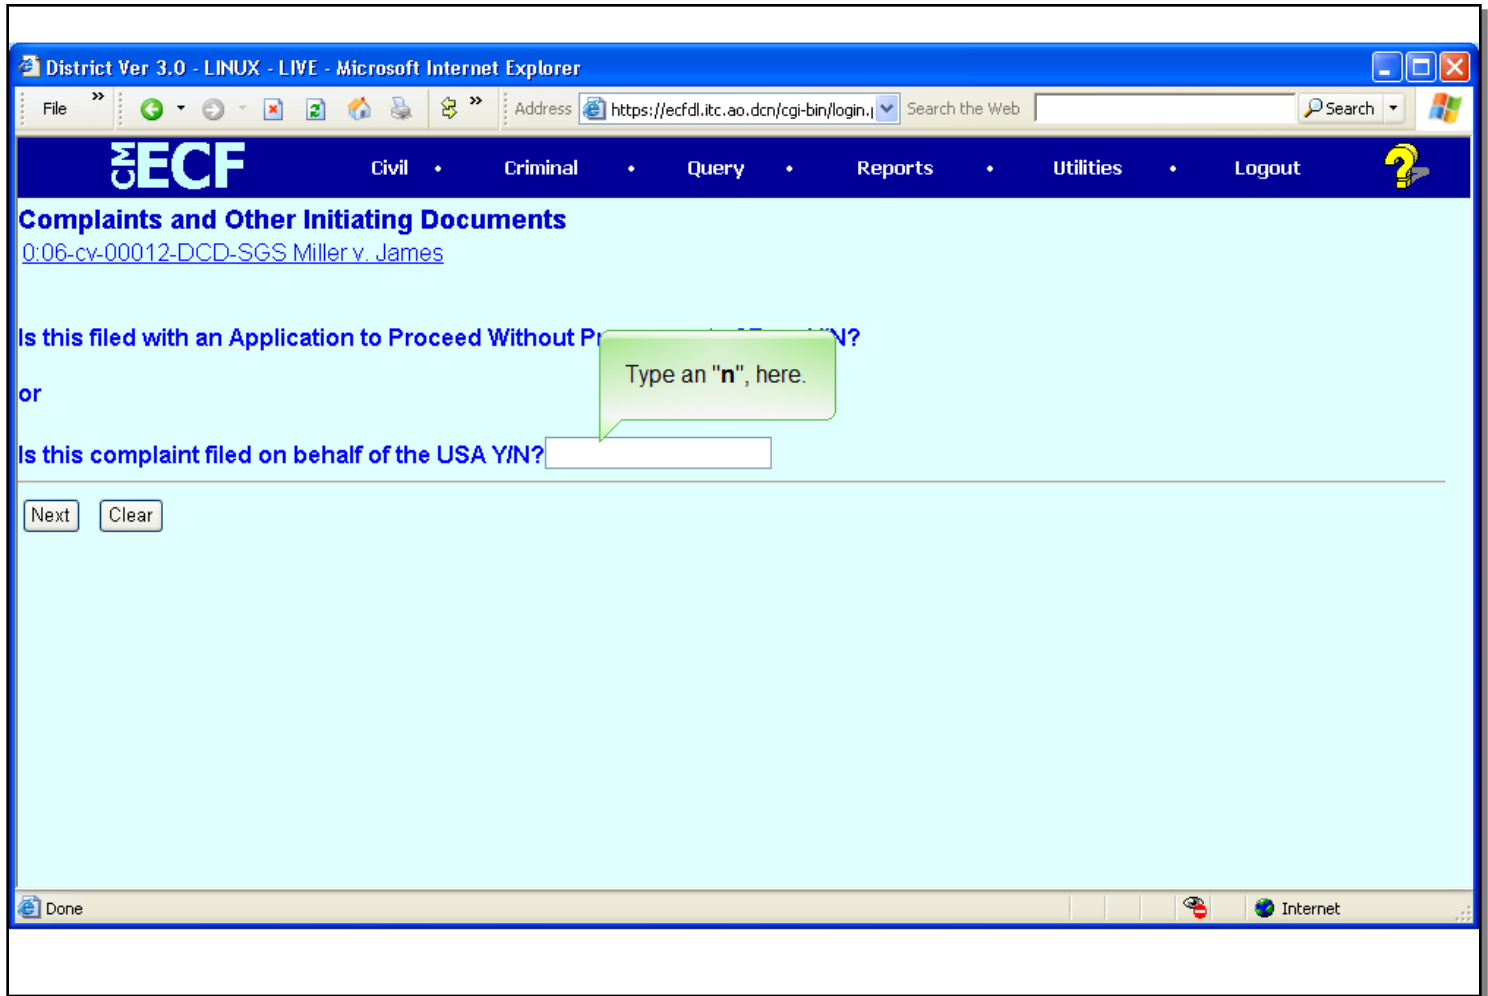 District Ver 3.0 - LINUX - LIVE - Microsoft Internet Explorer
File » » Address https://ecfdl.itc.ao.dcn/cgi-bin/login. Search the Web Search
CM ECF Civil • Criminal • Query • Reports • Utilities • Logout ?
Complaints and Other Initiating Documents
0:06-cv-00012-DCD-SGS Miller v. James
Is this filed with an Application to Proceed Without Y/N?
Type an "n", here.
or
Is this complaint filed on behalf of the USA Y/N?
Next Clear
Done Internet